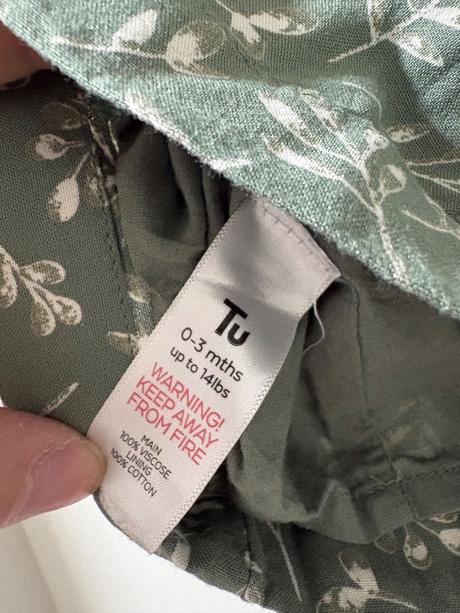 Tu
0-3 mths
up to 14lbs
WARNING!
KEEP AWAY
FROM FIRE
MAIN
100% VISCOSE
LINING
100% COTTON